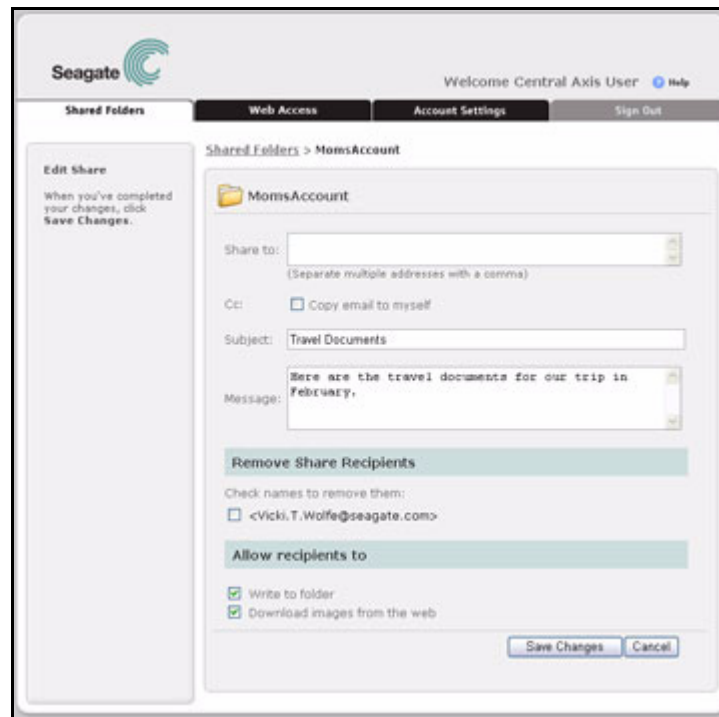 Seagate
Welcome Central Axis User ? Help
Shared Folders Web Access Account Settings Sign Out
Shared Folders > MomsAccount
Edit Share
When you've completed
your changes, click
Save Changes.
MomsAccount
Share to:
(Separate multiple addresses with a comma)
Cc: Copy email to myself
Subject: Travel Documents
Message: Here are the travel documents for our trip in
February.
Remove Share Recipients
Check names to remove them:
<Vicki.T.Wolfe@seagate.com>
Allow recipients to
Write to folder
Download images from the web
Save Changes Cancel